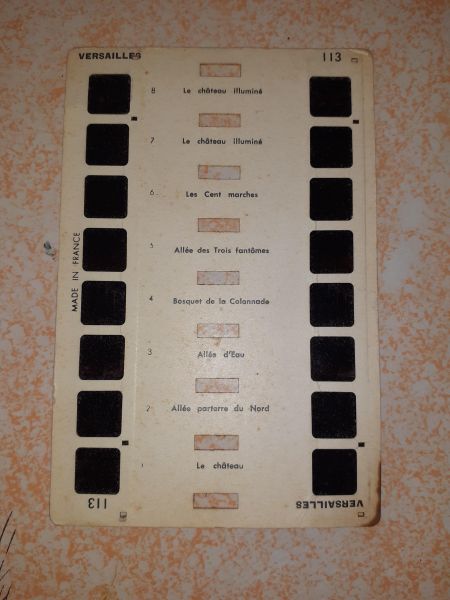 VERSAILLES 113
8 Le château illuminé
7 Le château illuminé
6 Les Cent marches
5 Allée des Trois fantômes
4 Bosquet de la Colonnade
3 Allée d'Eau
2 Allée parterre du Nord
1 Le château
MADE IN FRANCE
113 VERSAILLES